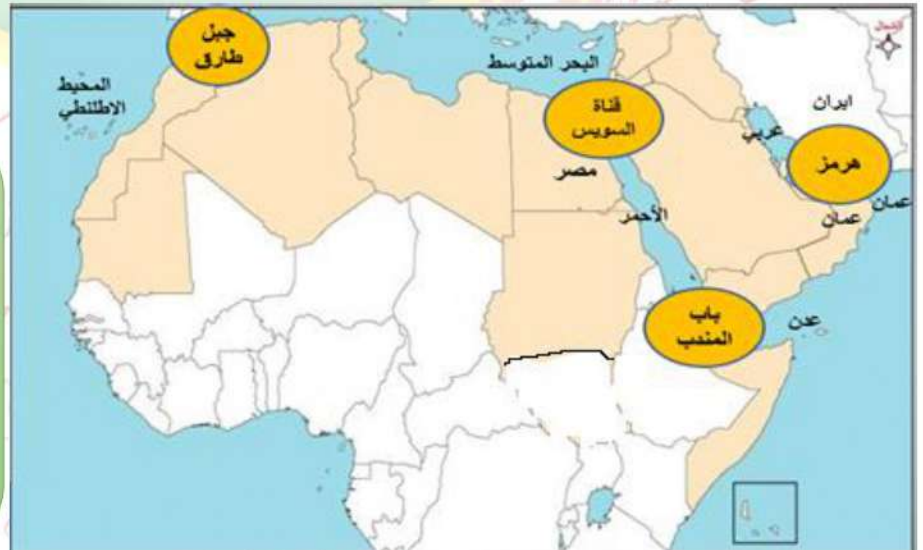 جبل
طارق
البحر المتوسط
المحيط
الاطلنطي
قناة
السويس
ايران
عربي
هرمز
مصر
الأحمر
عمان
عمان
باب
المندب
عدن